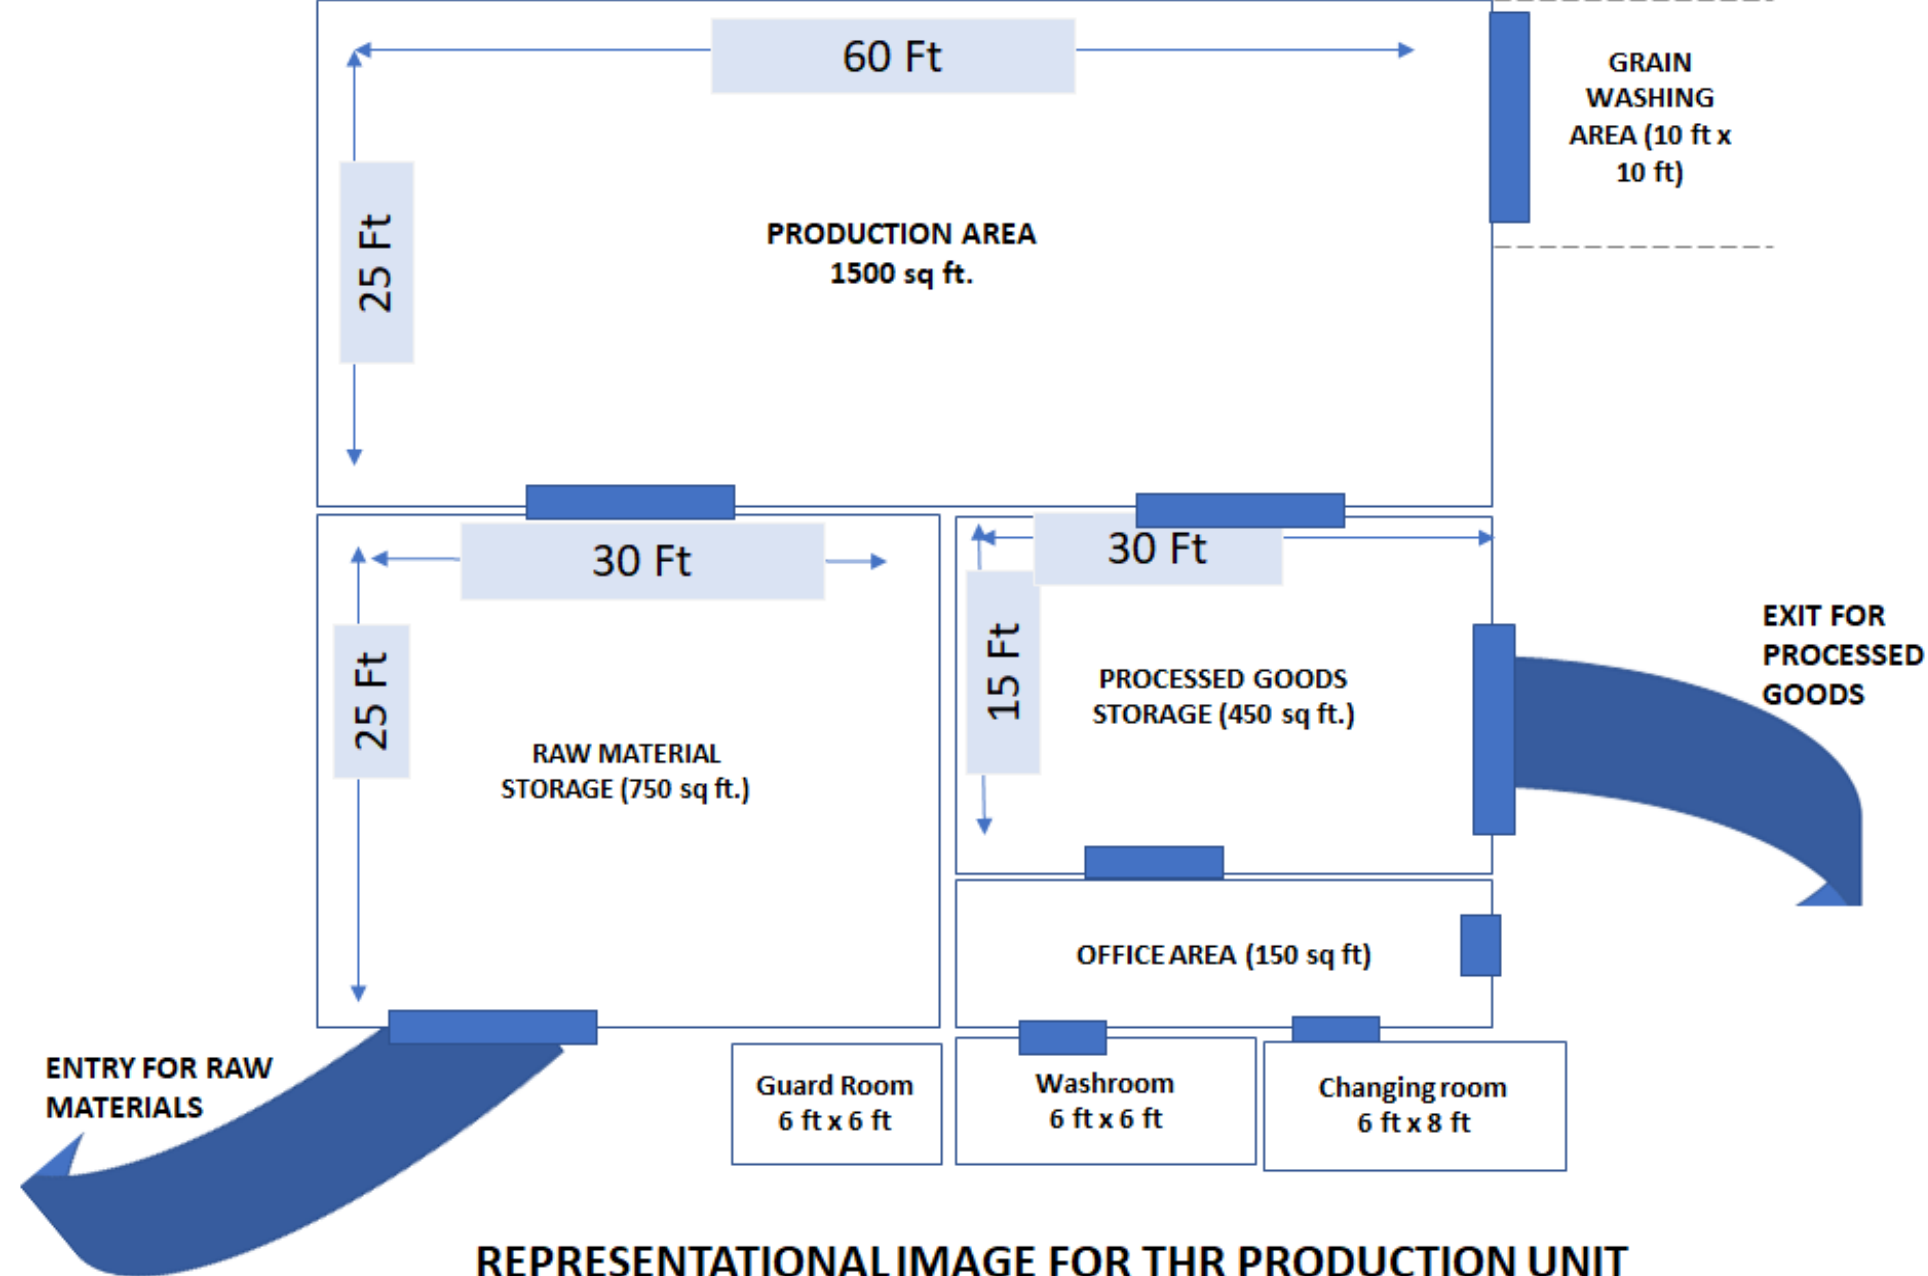 60 Ft
GRAIN
WASHING
AREA (10 ft x
10 ft)
25 Ft
PRODUCTION AREA
1500 sq ft.
30 Ft
30 Ft
25 Ft
15 Ft
RAW MATERIAL
STORAGE (750 sq ft.)
PROCESSED GOODS
STORAGE (450 sq ft.)
EXIT FOR
PROCESSED
GOODS
OFFICE AREA (150 sq ft)
ENTRY FOR RAW
MATERIALS
Guard Room
6 ft x 6 ft
Washroom
6 ft x 6 ft
Changing room
6 ft x 8 ft
REPRESENTATIONAL IMAGE FOR THR PRODUCTION UNIT